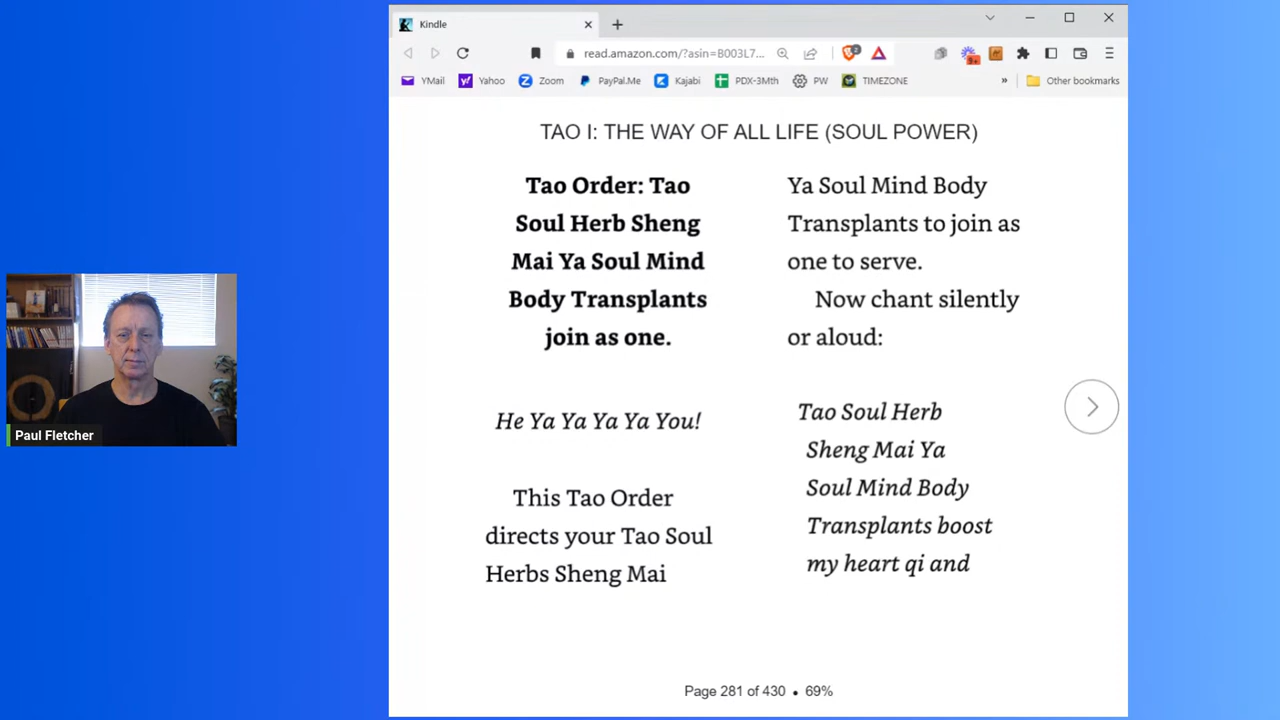 Kindle
read.amazon.com/?asin=B003L7...
2
9+
YMail
Yahoo
Zoom
PayPal.Me
Kajabi
PDX-3Mth
PW
TIMEZONE
»
Other bookmarks
TAO I: THE WAY OF ALL LIFE (SOUL POWER)
Tao Order: Tao
Soul Herb Sheng
Mai Ya Soul Mind
Body Transplants
join as one.
He Ya Ya Ya Ya You!
This Tao Order
directs your Tao Soul
Herbs Sheng Mai
Ya Soul Mind Body
Transplants to join as
one to serve.
Now chant silently
or aloud:
Tao Soul Herb
Sheng Mai Ya
Soul Mind Body
Transplants boost
my heart qi and
Page 281 of 430 • 69%
Paul Fletcher